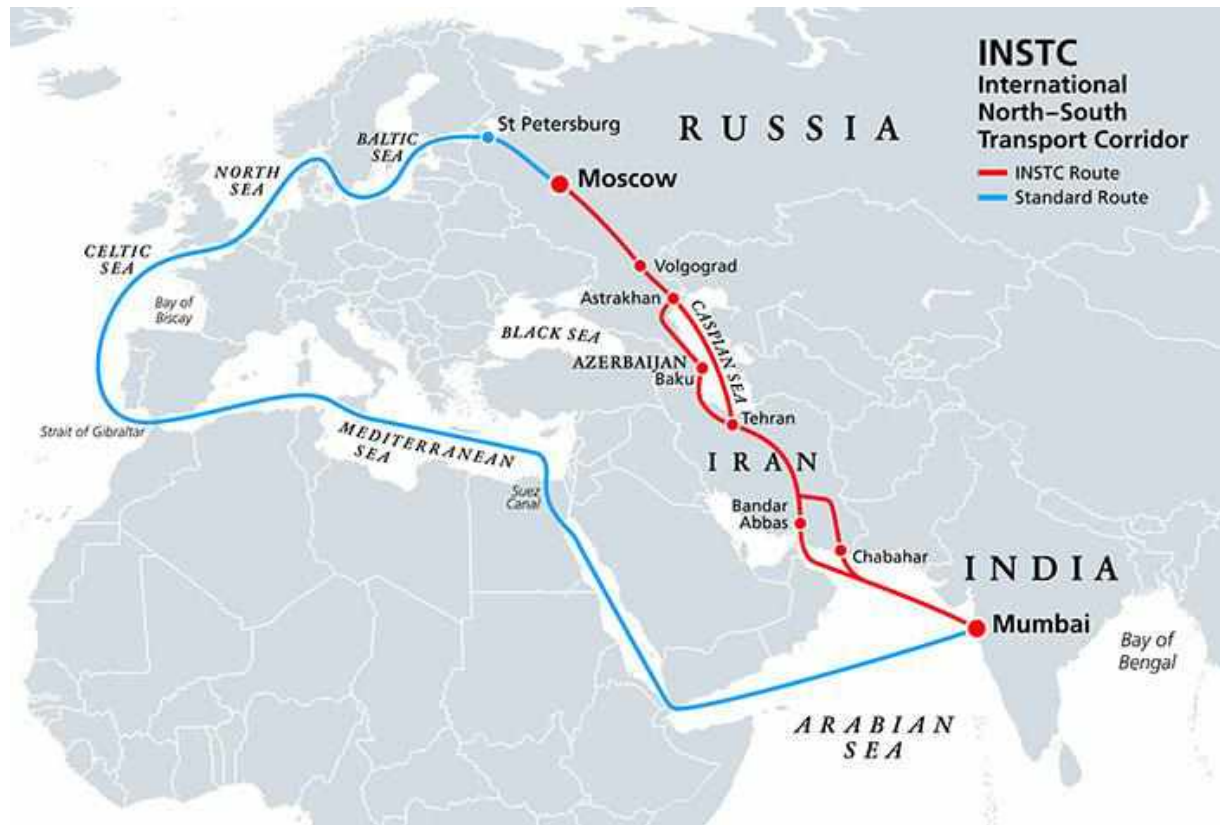 INSTC
International
North–South
Transport Corridor
INSTC Route
Standard Route
RUSSIA
St Petersburg
BALTIC
SEA
Moscow
NORTH
SEA
CELTIC
SEA
Volgograd
Bay of
Biscay
Astrakhan
CASPIAN SEA
BLACK SEA
AZERBAIJAN
Baku
Tehran
Strait of Gibraltar
MEDITERRANEAN
SEA
IRAN
Suez
Canal
Bandar
Abbas
Chabahar
INDIA
Mumbai
Bay of
Bengal
ARABIAN
SEA